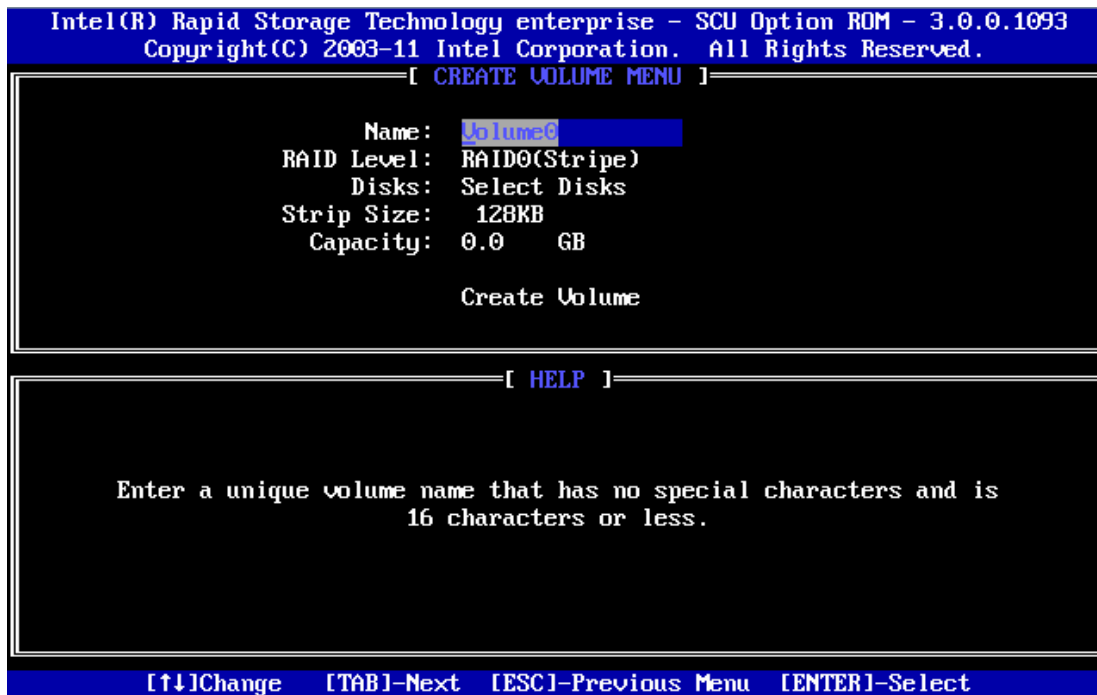 Intel(R) Rapid Storage Technology enterprise - SCU Option ROM - 3.0.0.1093
Copyright(C) 2003-11 Intel Corporation.  All Rights Reserved.
[ CREATE VOLUME MENU ]
Name: Volume0
RAID Level: RAID0(Stripe)
Disks: Select Disks
Strip Size: 128KB
Capacity: 0.0 GB
Create Volume
[ HELP ]
Enter a unique volume name that has no special characters and is
16 characters or less.
[↑↓]Change [TAB]-Next [ESC]-Previous Menu [ENTER]-Select